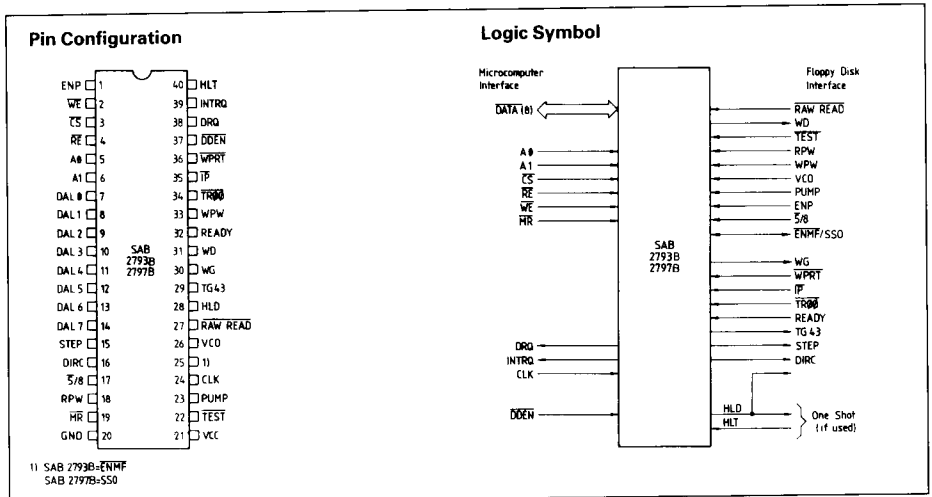 Pin Configuration
ENP 1
WE 2
CS 3
RE 4
A0 5
A1 6
DAL 0 7
DAL 1 8
DAL 2 9
DAL 3 10
DAL 4 11
DAL 5 12
DAL 6 13
DAL 7 14
STEP 15
DIRC 16
5/8 17
RPW 18
MR 19
GND 20
SAB
2793B
2797B
40 HLT
39 INTRQ
38 DRQ
37 DDEN
36 WPRT
35 IP
34 TR00
33 WPW
32 READY
31 WD
30 WG
29 TG43
28 HLD
27 RAW READ
26 VCO
25 1)
24 CLK
23 PUMP
22 TEST
21 VCC
1) SAB 2793B=ENMF
SAB 2797B=SSO
Logic Symbol
Microcomputer
Interface
DATA (8)
A0
A1
CS
RE
WE
MR
DRQ
INTRQ
CLK
DDEN
SAB
2793B
2797B
Floppy Disk
Interface
RAW READ
WD
TEST
RPW
WPW
VCO
PUMP
ENP
5/8
ENMF/SSO
WG
WPRT
IP
TR00
READY
TG 43
STEP
DIRC
HLD
HLT
One Shot
(if used)